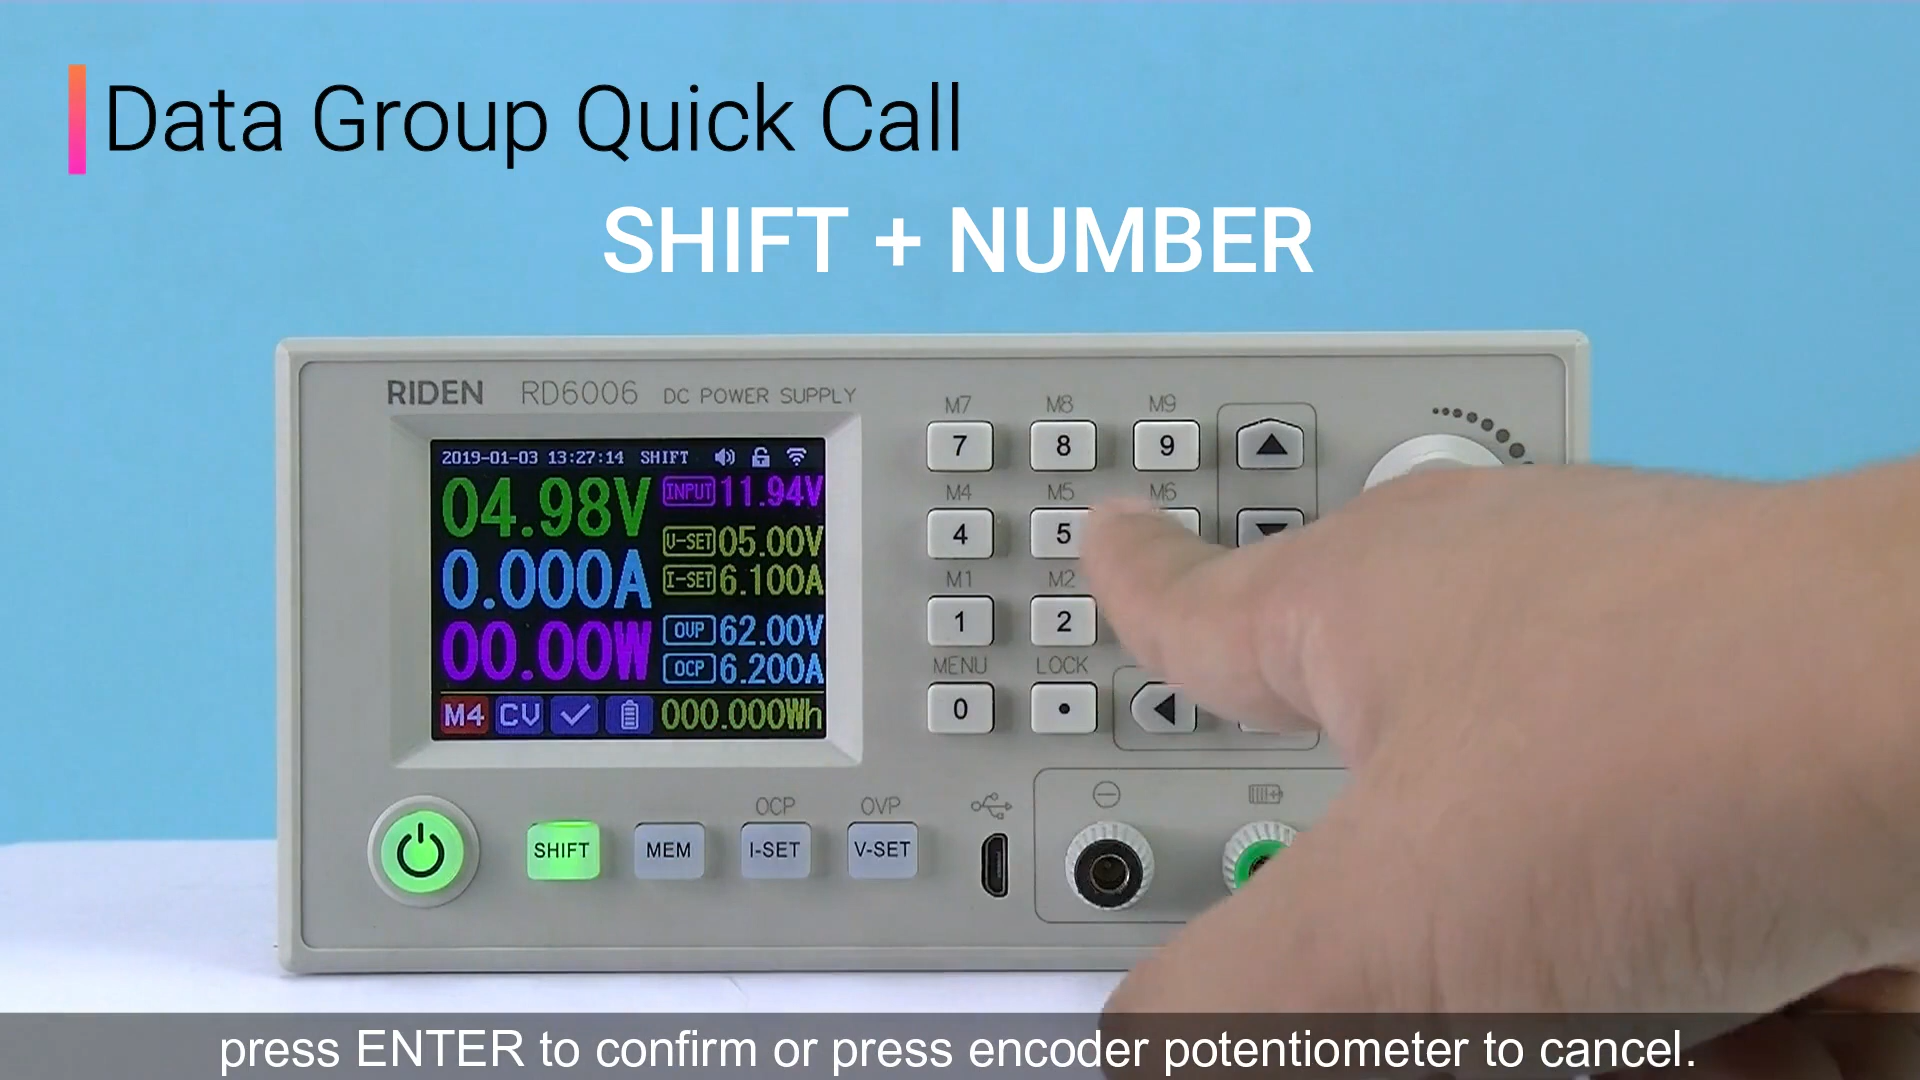 Data Group Quick Call
SHIFT + NUMBER
RIDEN RD6006 DC POWER SUPPLY
2019-01-03 13:27:14 SHIFT
04.98V
INPUT 11.94V
V-SET 05.00V
0.000A
I-SET 6.100A
00.00W
OVP 62.00V
OCP 6.200A
M4 CV 000.000Wh
M7 M8 M9
7 8 9
M4 M5 M6
4 5
M1 M2
1 2
MENU LOCK
0 •
OCP OVP
SHIFT MEM I-SET V-SET
press ENTER to confirm or press encoder potentiometer to cancel.